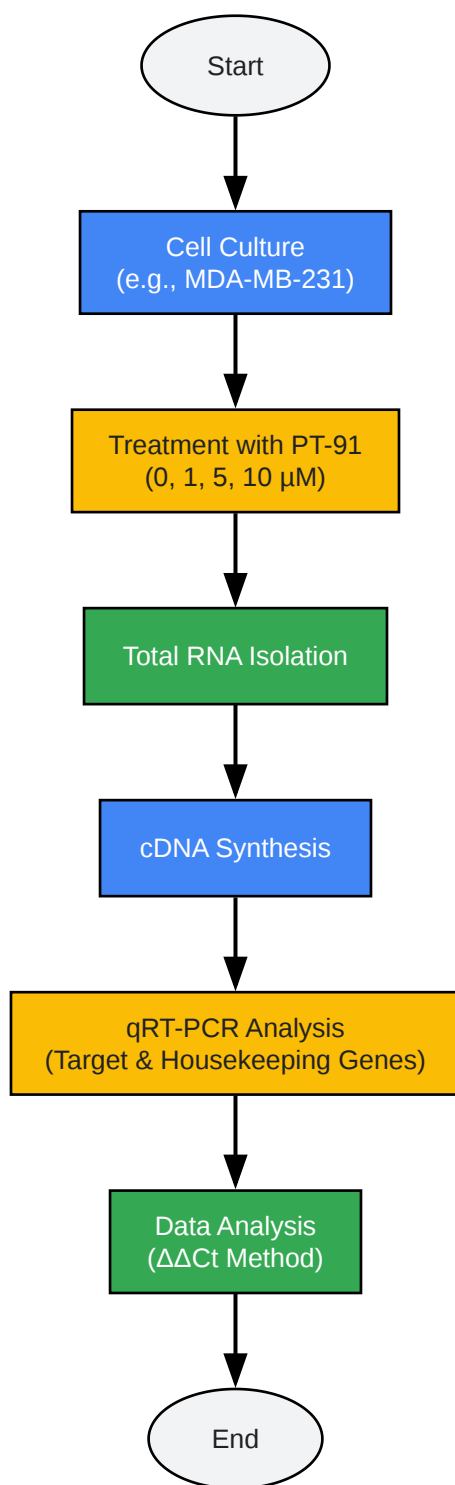 Start
Cell Culture
(e.g., MDA-MB-231)
Treatment with PT-91
(0, 1, 5, 10 µM)
Total RNA Isolation
cDNA Synthesis
qRT-PCR Analysis
(Target & Housekeeping Genes)
Data Analysis
(ΔΔCt Method)
End